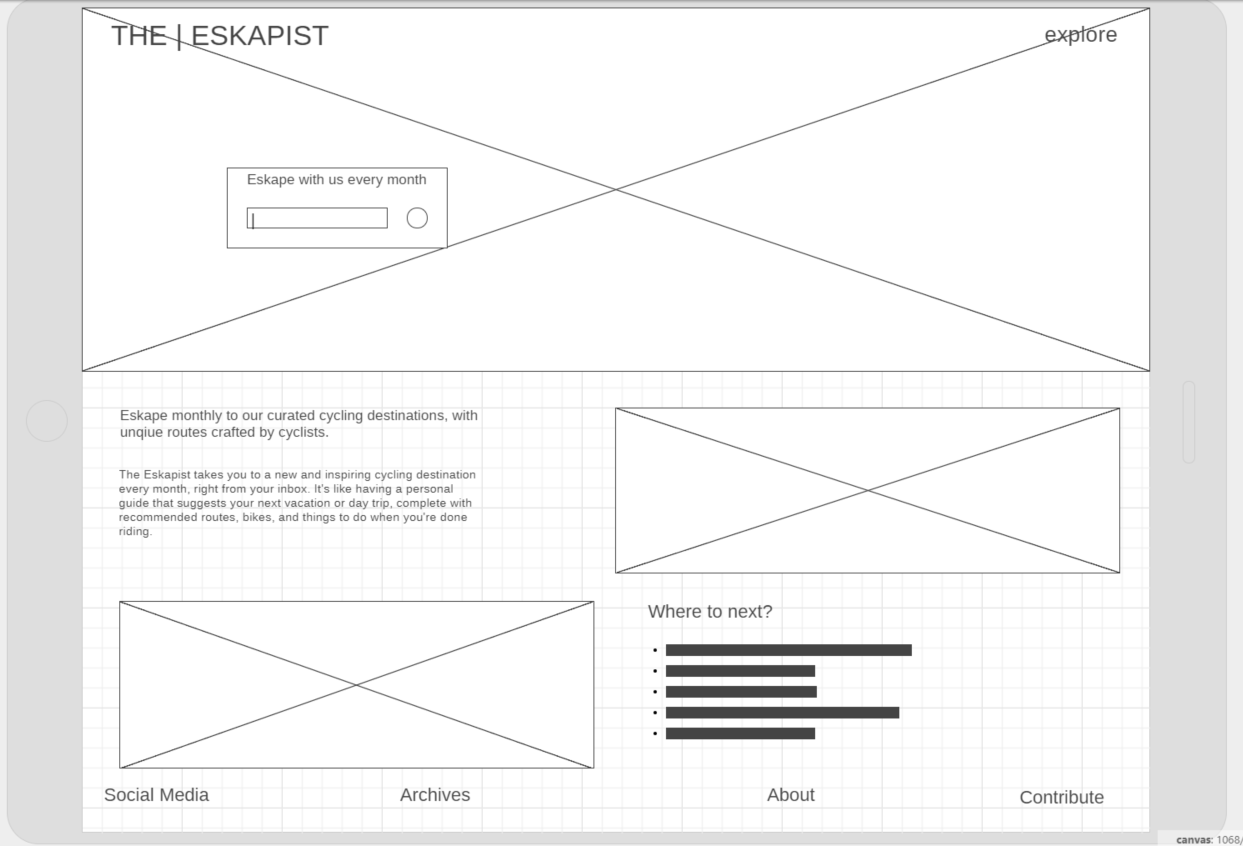 THE | ESKAPIST
explore
Eskape with us every month
Eskape monthly to our curated cycling destinations, with
unqiue routes crafted by cyclists.
The Eskapist takes you to a new and inspiring cycling destination
every month, right from your inbox. It's like having a personal
guide that suggests your next vacation or day trip, complete with
recommended routes, bikes, and things to do when you're done
riding.
Where to next?
Social Media
Archives
About
Contribute
canvas: 1068/